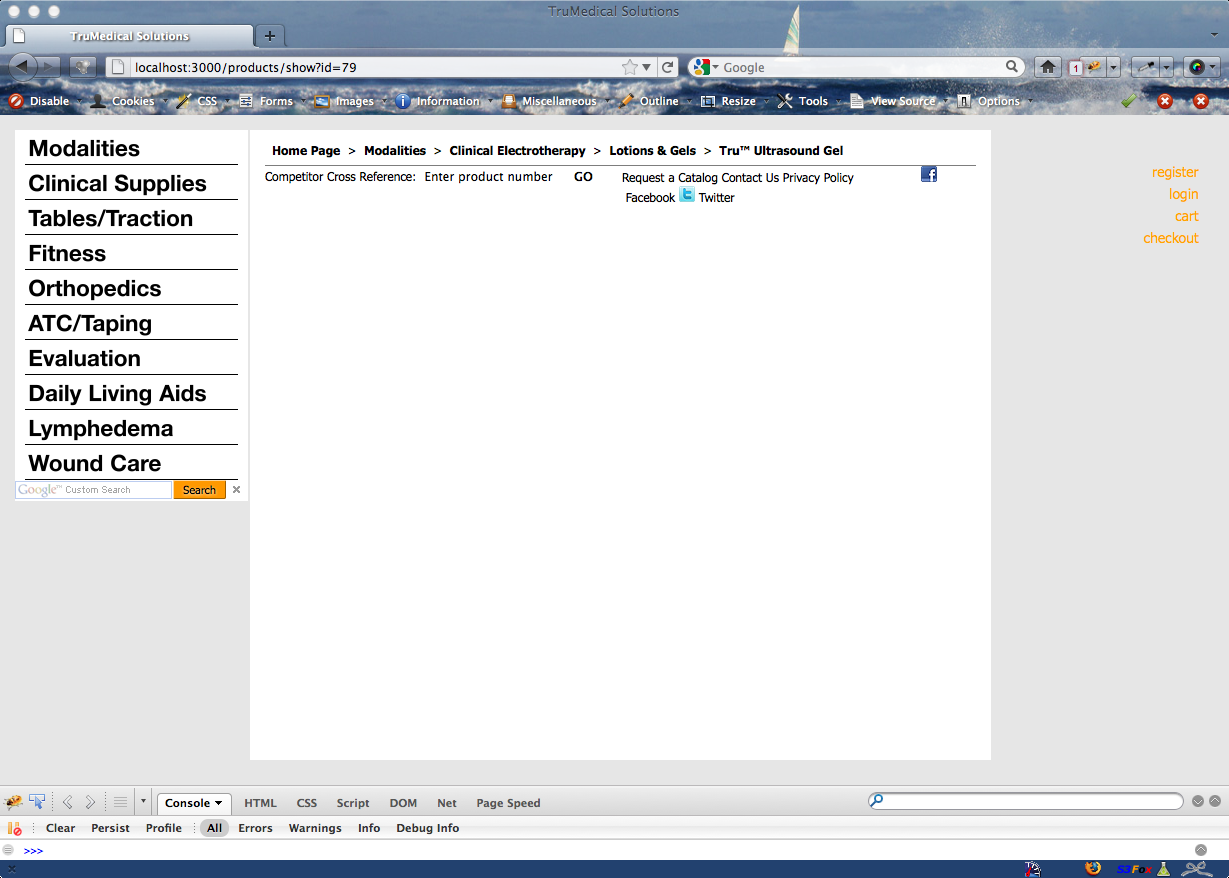 TruMedical Solutions
TruMedical Solutions
localhost:3000/products/show?id=79
Google
1
Disable Cookies CSS Forms Images Information Miscellaneous Outline Resize Tools View Source Options
Modalities
Clinical Supplies
Tables/Traction
Fitness
Orthopedics
ATC/Taping
Evaluation
Daily Living Aids
Lymphedema
Wound Care
Google™ Custom Search Search
Home Page > Modalities > Clinical Electrotherapy > Lotions & Gels > Tru™ Ultrasound Gel
Competitor Cross Reference: Enter product number GO Request a Catalog Contact Us Privacy Policy
Facebook Twitter
register
login
cart
checkout
Console HTML CSS Script DOM Net Page Speed
Clear Persist Profile All Errors Warnings Info Debug Info
>>>
S3Fox